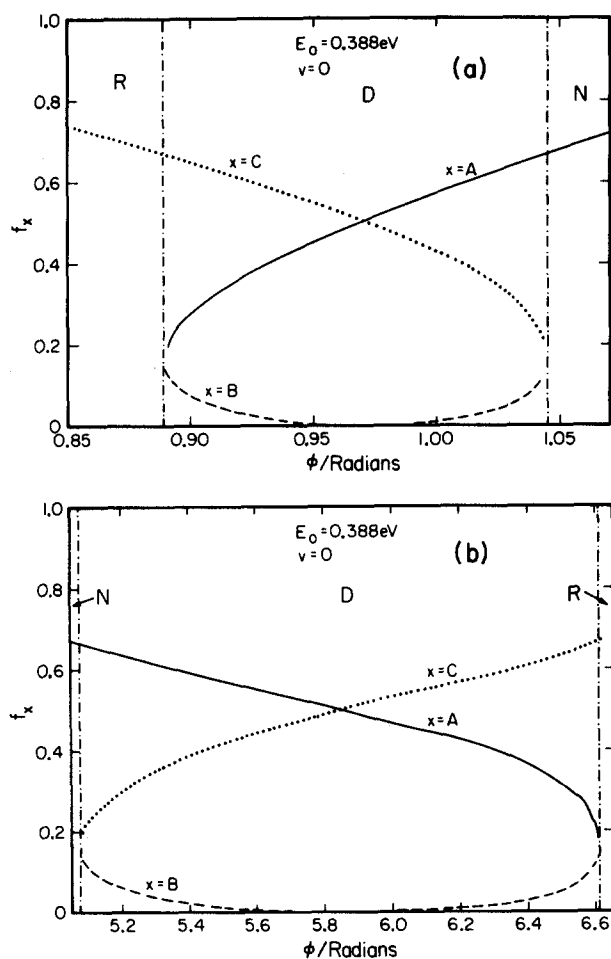 1.0
E₀=0.388eV
v=0
(a)
R
D
N
0.8
x=C
x=A
0.6
fₓ
0.4
0.2
x=B
0
0.85
0.90
0.95
1.00
1.05
ϕ/Radians
1.0
E₀=0.388eV
v=0
(b)
N
D
R
0.8
x=C
0.6
x=A
fₓ
0.4
0.2
x=B
0
5.2
5.4
5.6
5.8
6.0
6.2
6.4
6.6
ϕ/Radians